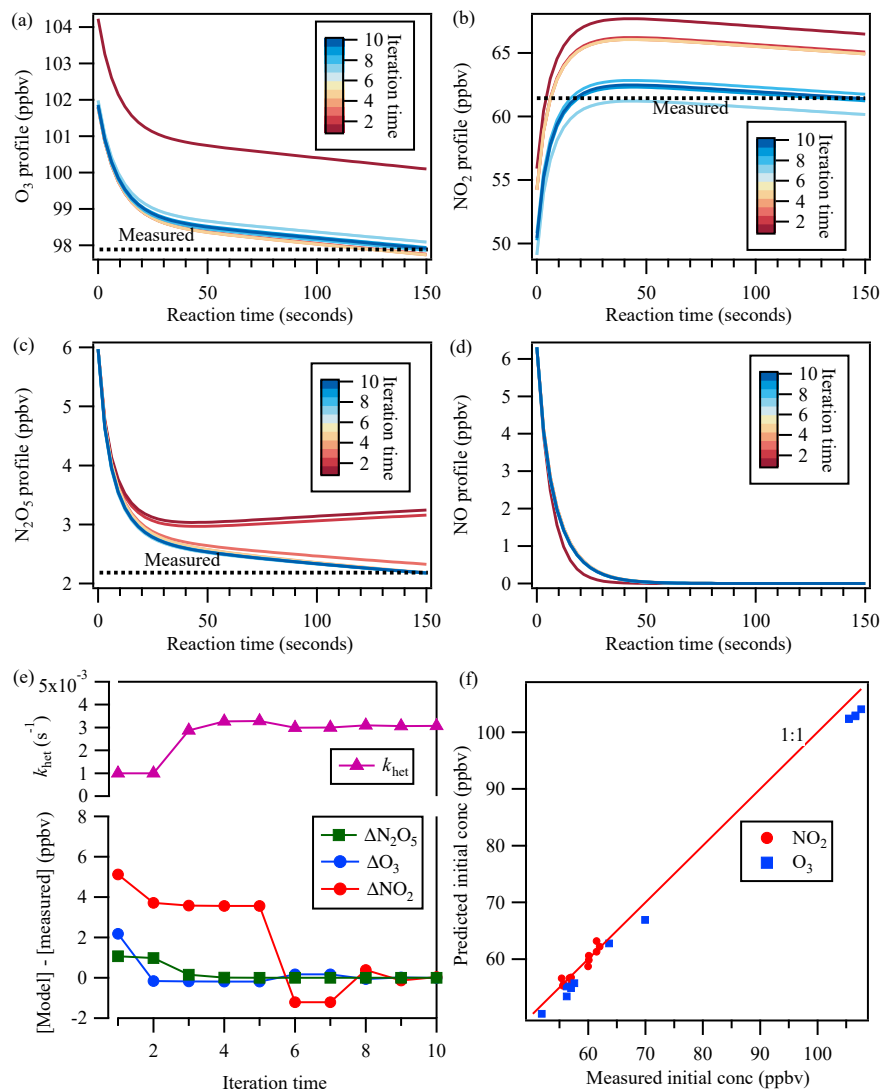 (a)
104
103
102
101
100
99
98
O3 profile (ppbv)
Measured
10
8
6
4
2
Iteration time
0
50
100
150
Reaction time (seconds)
(b)
65
60
55
50
NO2 profile (ppbv)
Measured
10
8
6
4
2
Iteration time
0
50
100
150
Reaction time (seconds)
(c)
6
5
4
3
2
N2O5 profile (ppbv)
Measured
10
8
6
4
2
Iteration time
0
50
100
150
Reaction time (seconds)
(d)
6
5
4
3
2
1
0
NO profile (ppbv)
10
8
6
4
2
Iteration time
0
50
100
150
Reaction time (seconds)
(e)
5x10-3
4
3
2
1
0
khet (s-1)
khet
8
6
4
2
0
-2
[Model] - [measured] (ppbv)
ΔN2O5
ΔO3
ΔNO2
2
4
6
8
10
Iteration time
(f)
100
90
80
70
60
Predicted initial conc (ppbv)
1:1
NO2
O3
60
70
80
90
100
Measured initial conc (ppbv)